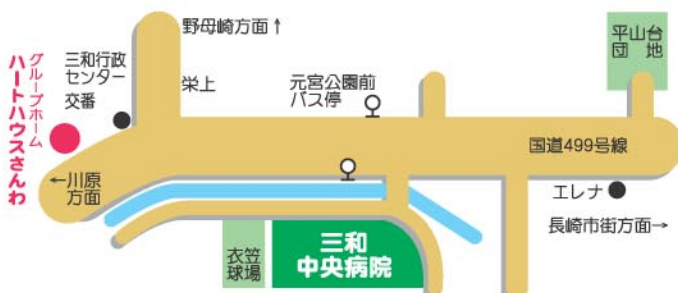 野母崎方面↑
グループホーム
ハートハウスさんわ
三和行政
センター
交番
栄上
元宮公園前
バス停
平山台
団地
国道499号線
←川原
方面
エレナ
長崎市街方面→
衣笠
球場
三和
中央病院